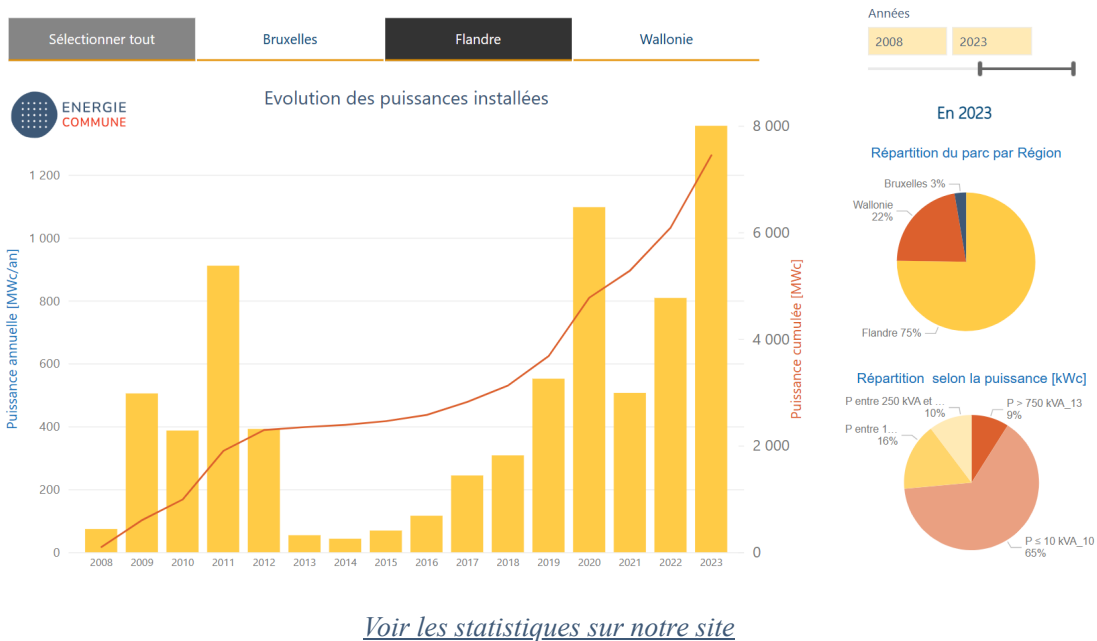 Sélectionner tout
Bruxelles
Flandre
Wallonie
Années
2008
2023
ENERGIE
COMMUNE
Evolution des puissances installées
En 2023
Puissance annuelle [MWc/an]
1 200
1 000
800
600
400
200
0
8 000
6 000
4 000
2 000
0
Puissance cumulée [MWc]
2008
2009
2010
2011
2012
2013
2014
2015
2016
2017
2018
2019
2020
2021
2022
2023
Répartition du parc par Région
Bruxelles 3%
Wallonie
22%
Flandre 75%
Répartition selon la puissance [kWc]
P entre 250 kVA et ...
10%
P > 750 kVA_13
9%
P entre 1...
16%
P ≤ 10 kVA_10
65%
Voir les statistiques sur notre site